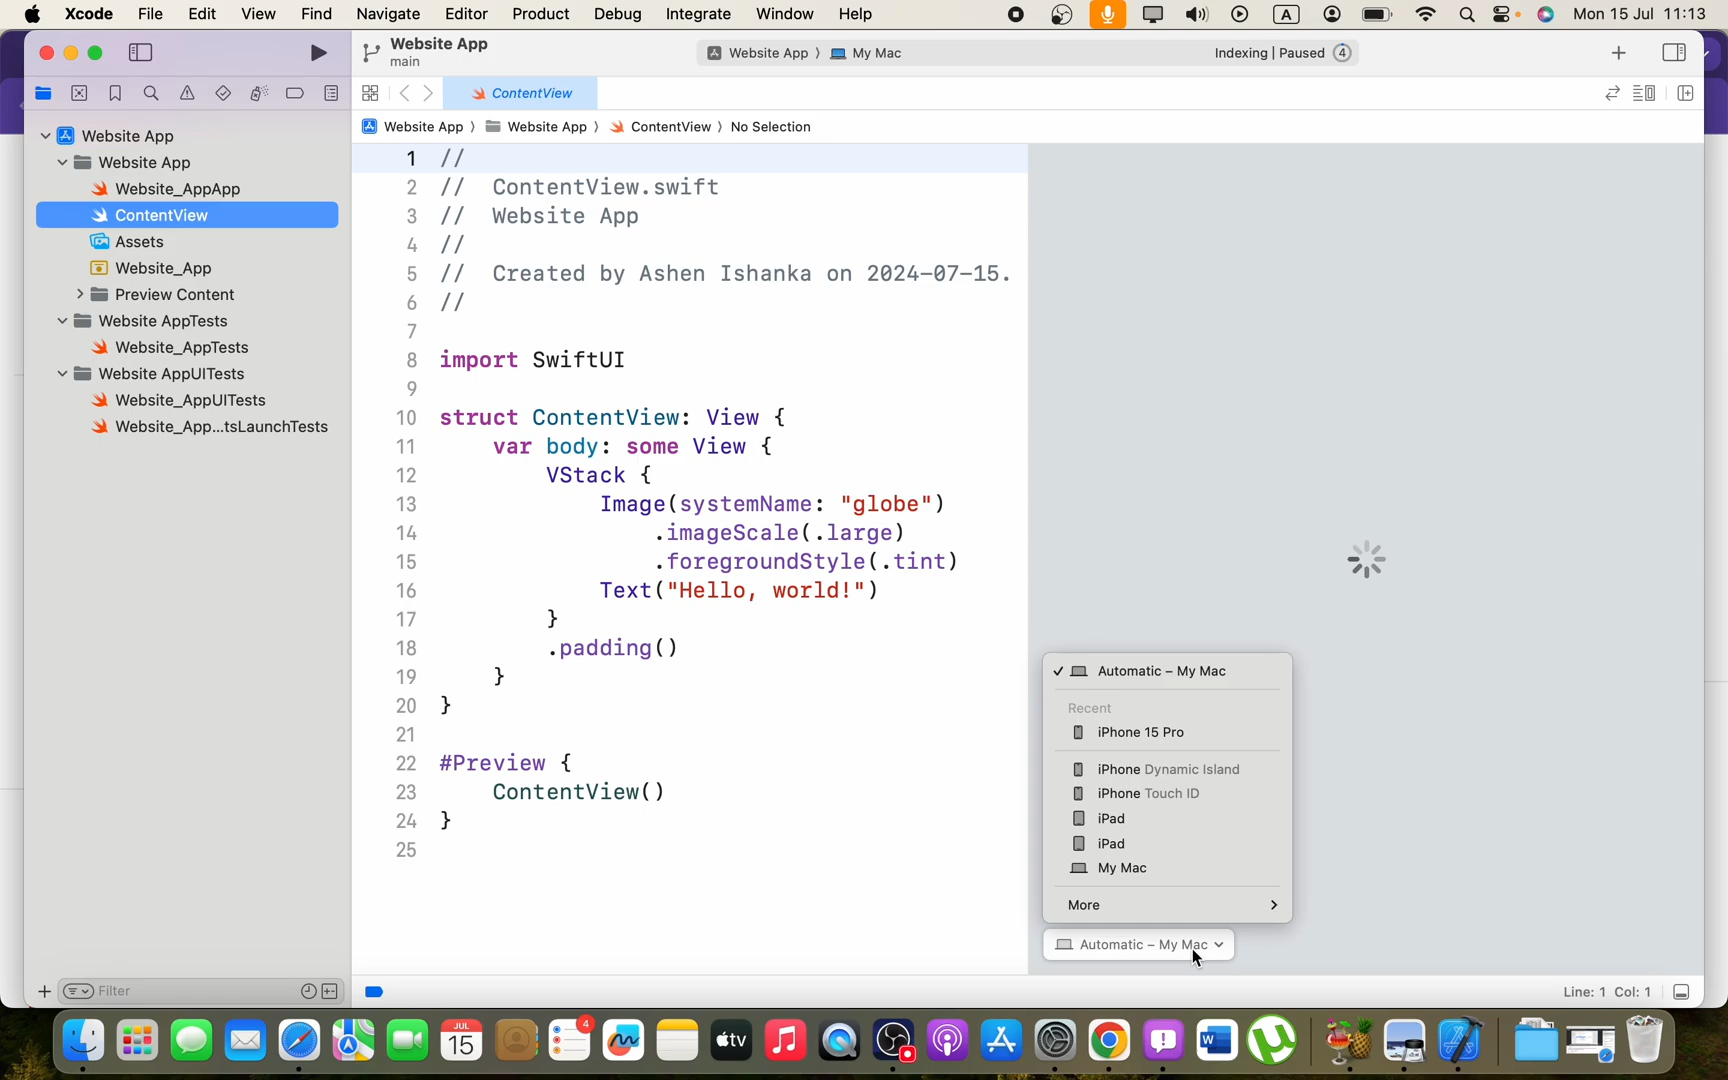 Xcode File Edit View Find Navigate Editor Product Debug Integrate Window Help A Mon 15 Jul 11:13
Website App
main
Website App 〉 My Mac
Indexing | Paused 4
ContentView
Website App 〉 Website App 〉 ContentView 〉 No Selection
Website App
Website App
Website_AppApp
ContentView
Assets
Website_App
Preview Content
Website AppTests
Website_AppTests
Website AppUITests
Website_AppUITests
Website_App...tsLaunchTests
Filter
1 //
2 //  ContentView.swift
3 //  Website App
4 //
5 //  Created by Ashen Ishanka on 2024-07-15.
6 //
7
8 import SwiftUI
9
10 struct ContentView: View {
11     var body: some View {
12         VStack {
13             Image(systemName: "globe")
14                 .imageScale(.large)
15                 .foregroundStyle(.tint)
16             Text("Hello, world!")
17         }
18         .padding()
19     }
20 }
21
22 #Preview {
23     ContentView()
24 }
25
Automatic – My Mac
Recent
iPhone 15 Pro
iPhone Dynamic Island
iPhone Touch ID
iPad
iPad
My Mac
More
Automatic – My Mac
Line: 1 Col: 1
JUL
15
4
tv
W